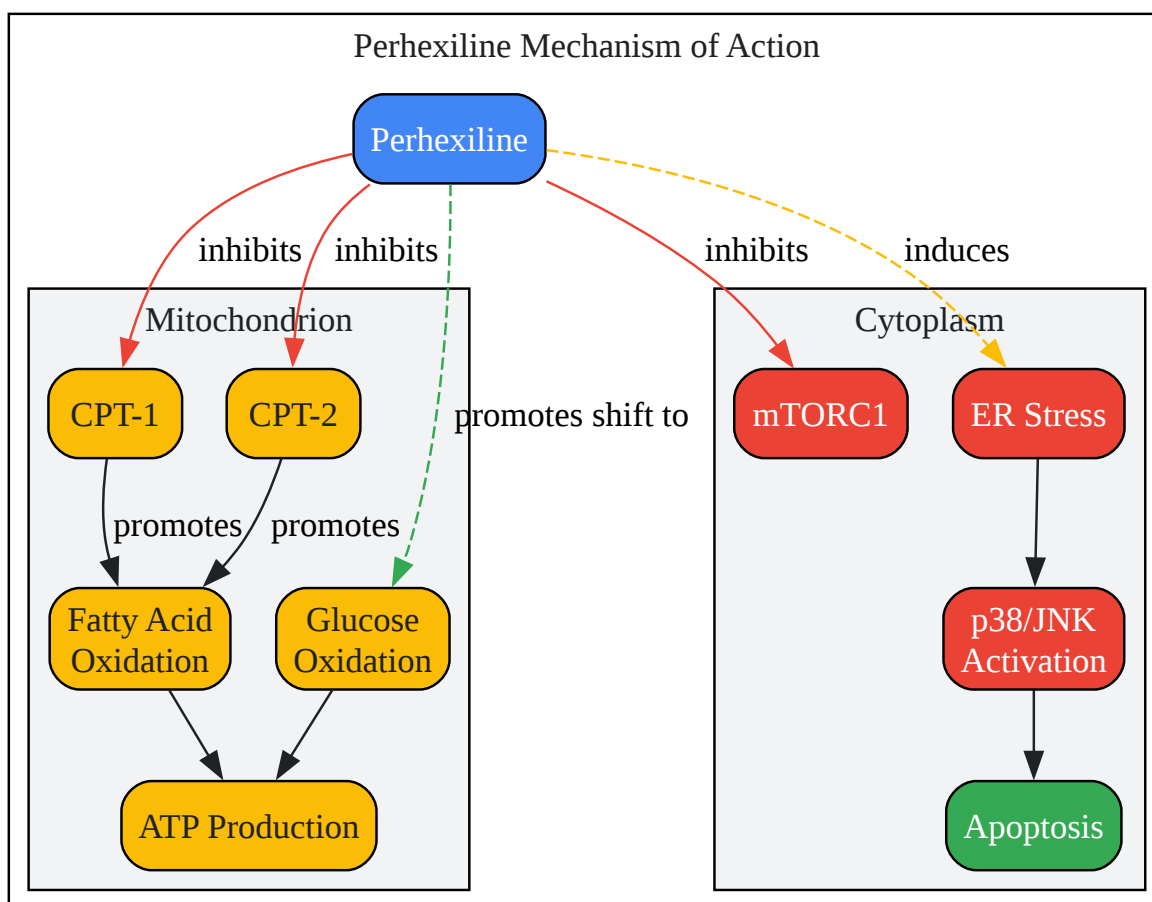 Perhexiline Mechanism of Action
Perhexiline
inhibits
inhibits
inhibits
induces
Mitochondrion
Cytoplasm
CPT-1
CPT-2
promotes shift to
mTORC1
ER Stress
promotes
promotes
Fatty Acid
Oxidation
Glucose
Oxidation
p38/JNK
Activation
ATP Production
Apoptosis